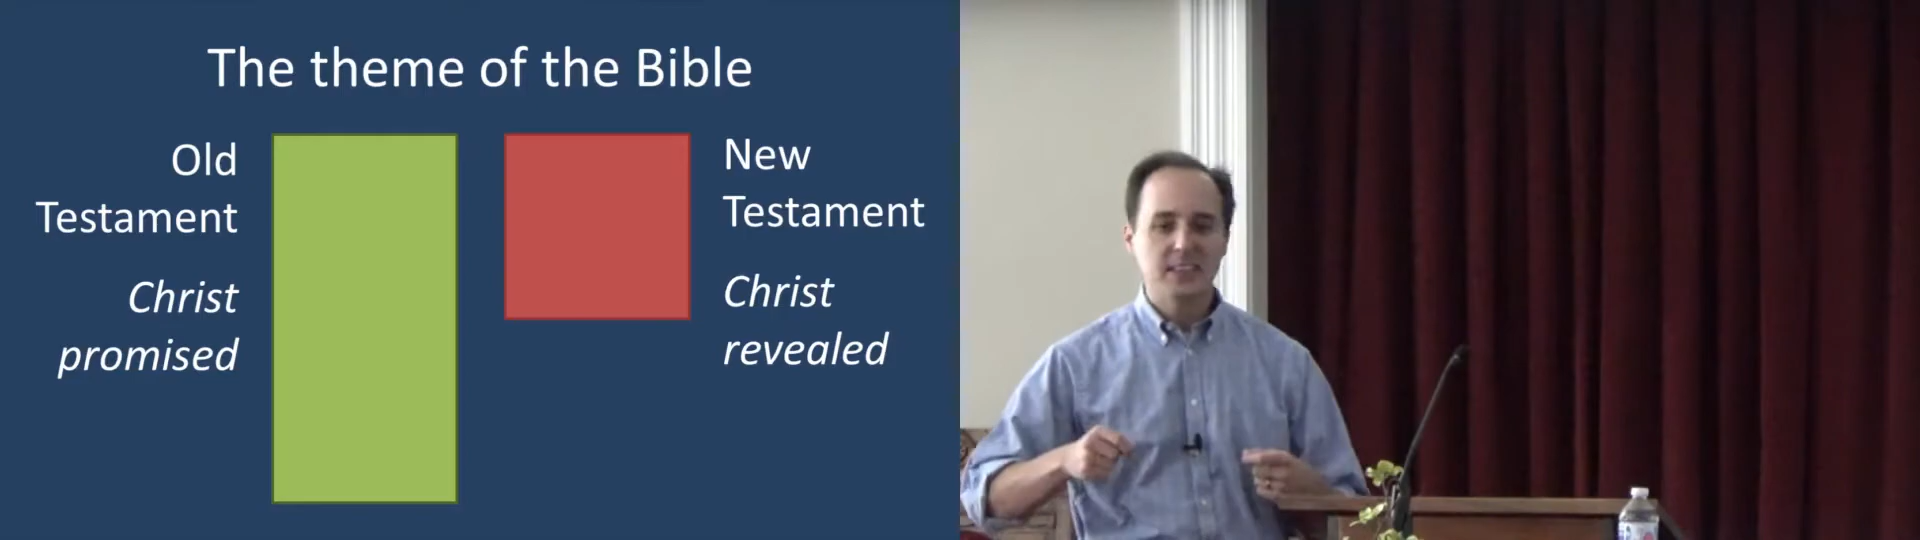 The theme of the Bible
Old
Testament
Christ
promised
New
Testament
Christ
revealed